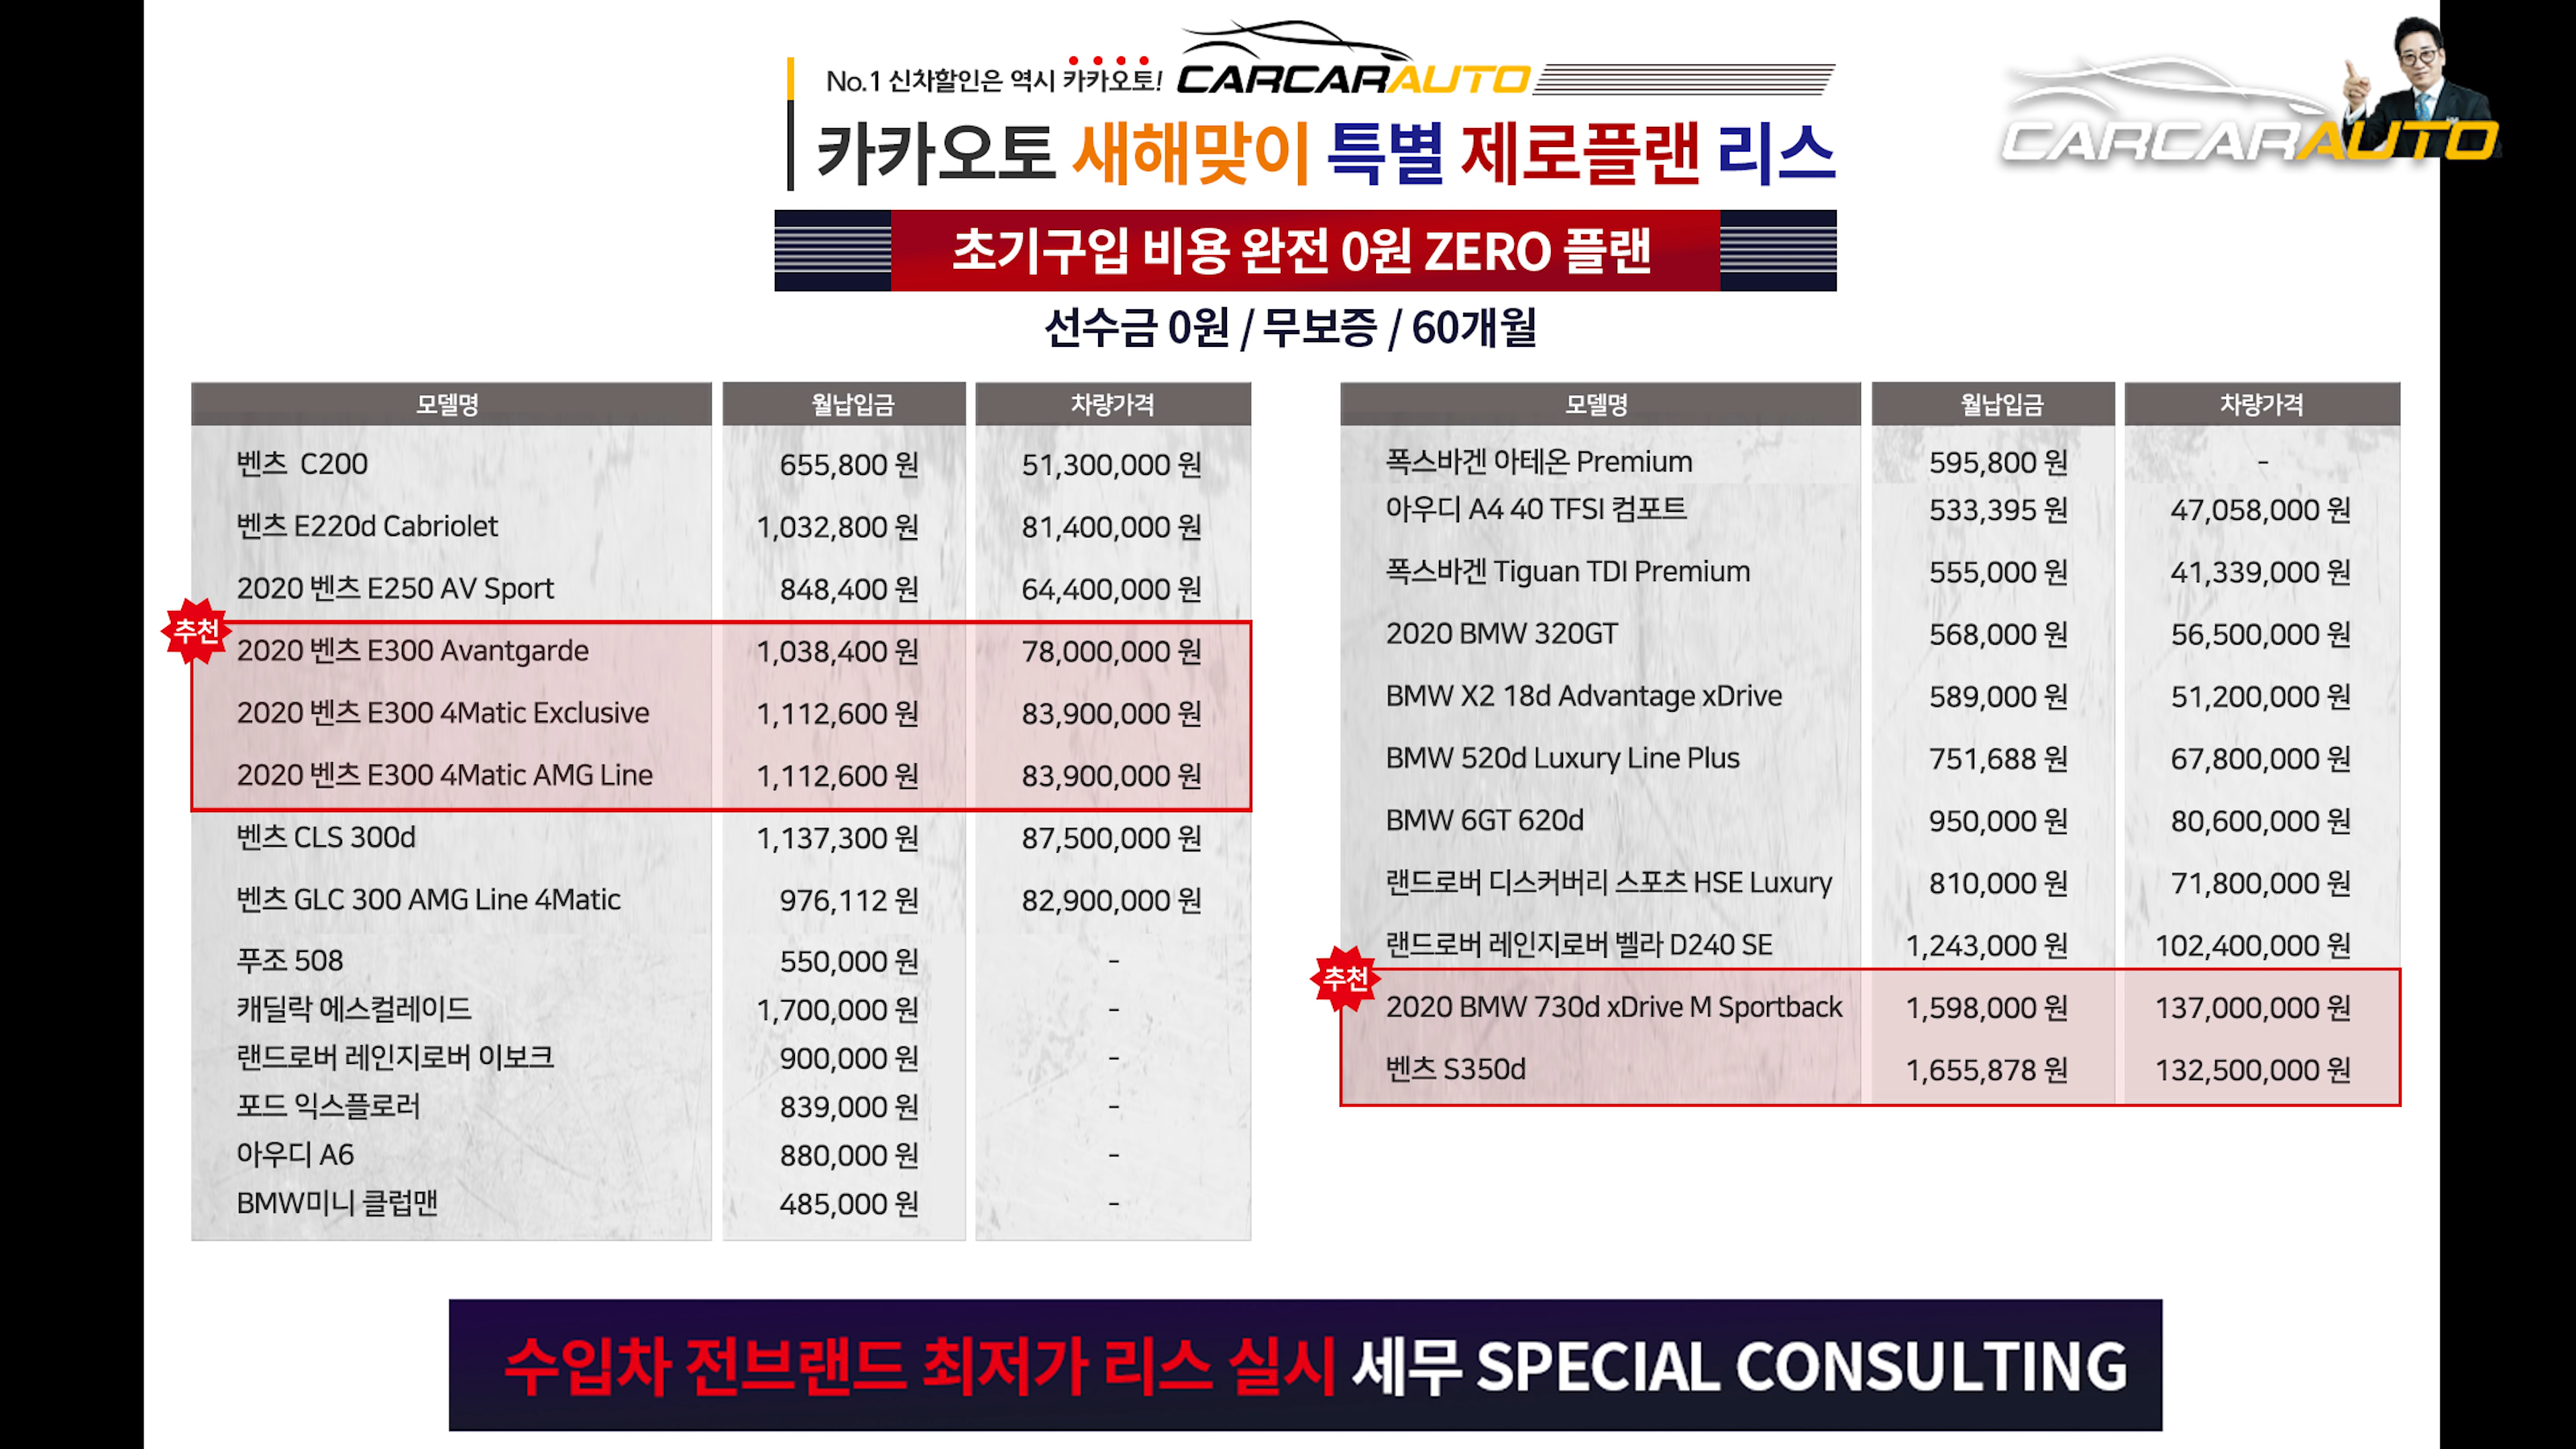 No.1 신차할인은 역시 카카오토! CARCARAUTO
CARCARAUTO
카카오토 새해맞이 특별 제로플랜 리스
초기구입 비용 완전 0원 ZERO 플랜
선수금 0원 / 무보증 / 60개월
모델명 월납입금 차량가격
벤츠 C200 655,800 원 51,300,000 원
벤츠 E220d Cabriolet 1,032,800 원 81,400,000 원
2020 벤츠 E250 AV Sport 848,400 원 64,400,000 원
추천
2020 벤츠 E300 Avantgarde 1,038,400 원 78,000,000 원
2020 벤츠 E300 4Matic Exclusive 1,112,600 원 83,900,000 원
2020 벤츠 E300 4Matic AMG Line 1,112,600 원 83,900,000 원
벤츠 CLS 300d 1,137,300 원 87,500,000 원
벤츠 GLC 300 AMG Line 4Matic 976,112 원 82,900,000 원
푸조 508 550,000 원 -
캐딜락 에스컬레이드 1,700,000 원 -
랜드로버 레인지로버 이보크 900,000 원 -
포드 익스플로러 839,000 원 -
아우디 A6 880,000 원 -
BMW미니 클럽맨 485,000 원 -
모델명 월납입금 차량가격
폭스바겐 아테온 Premium 595,800 원 -
아우디 A4 40 TFSI 컴포트 533,395 원 47,058,000 원
폭스바겐 Tiguan TDI Premium 555,000 원 41,339,000 원
2020 BMW 320GT 568,000 원 56,500,000 원
BMW X2 18d Advantage xDrive 589,000 원 51,200,000 원
BMW 520d Luxury Line Plus 751,688 원 67,800,000 원
BMW 6GT 620d 950,000 원 80,600,000 원
랜드로버 디스커버리 스포츠 HSE Luxury 810,000 원 71,800,000 원
랜드로버 레인지로버 벨라 D240 SE 1,243,000 원 102,400,000 원
추천
2020 BMW 730d xDrive M Sportback 1,598,000 원 137,000,000 원
벤츠 S350d 1,655,878 원 132,500,000 원
수입차 전브랜드 최저가 리스 실시 세무 SPECIAL CONSULTING